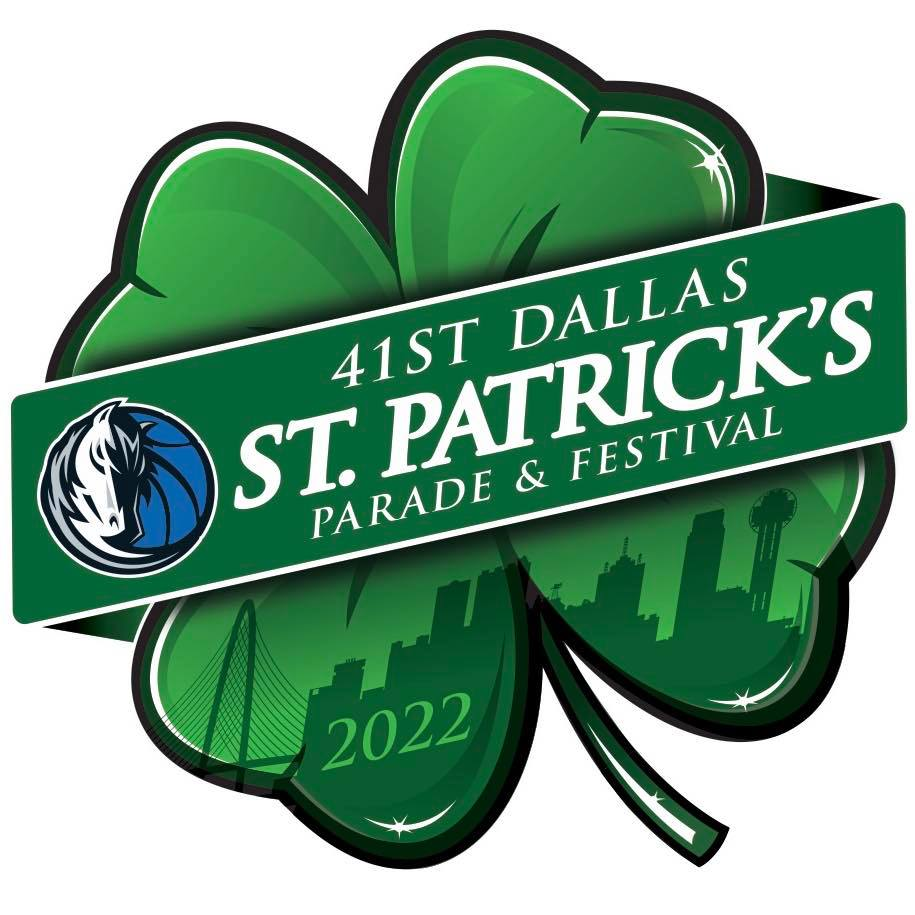 41ST DALLAS
ST. PATRICK'S
PARADE & FESTIVAL
2022